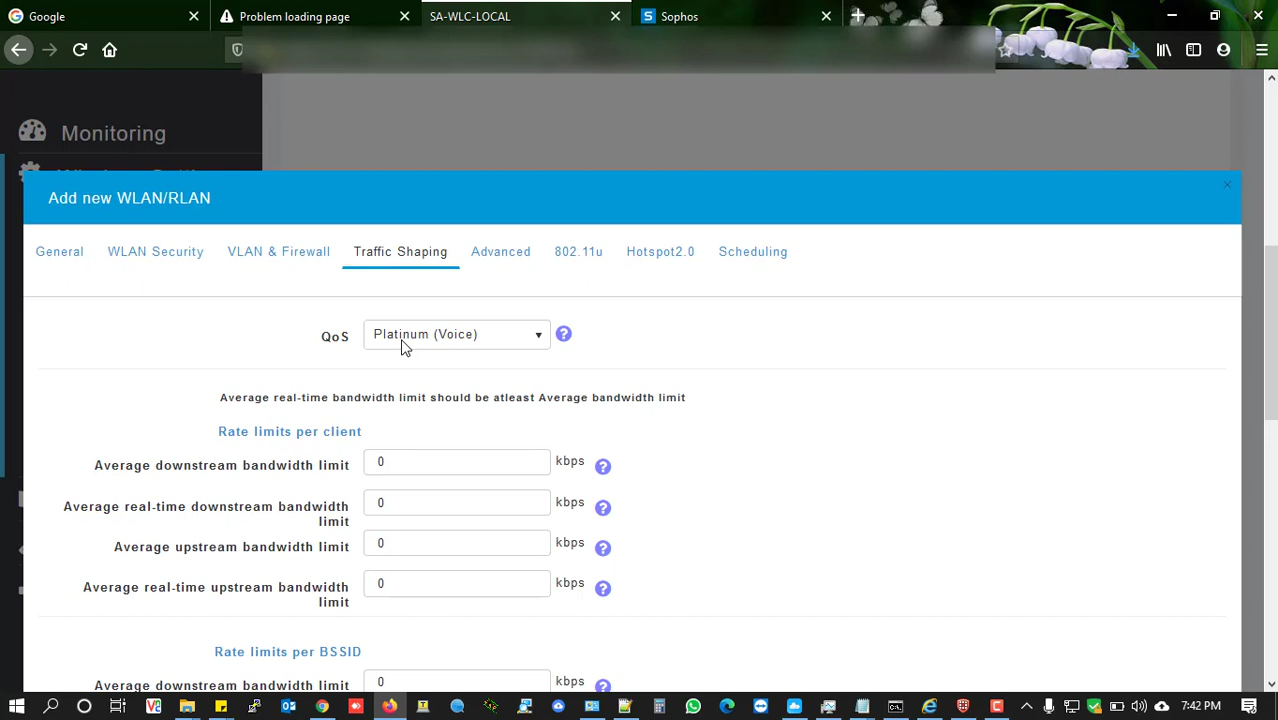 Google
Problem loading page
SA-WLC-LOCAL
Sophos
Monitoring
Add new WLAN/RLAN
General
WLAN Security
VLAN & Firewall
Traffic Shaping
Advanced
802.11u
Hotspot2.0
Scheduling
QoS
Platinum (Voice)
Average real-time bandwidth limit should be atleast Average bandwidth limit
Rate limits per client
Average downstream bandwidth limit
0
kbps
Average real-time downstream bandwidth
limit
0
kbps
Average upstream bandwidth limit
0
kbps
Average real-time upstream bandwidth
limit
0
kbps
Rate limits per BSSID
Average downstream bandwidth limit
0
kbps
7:42 PM